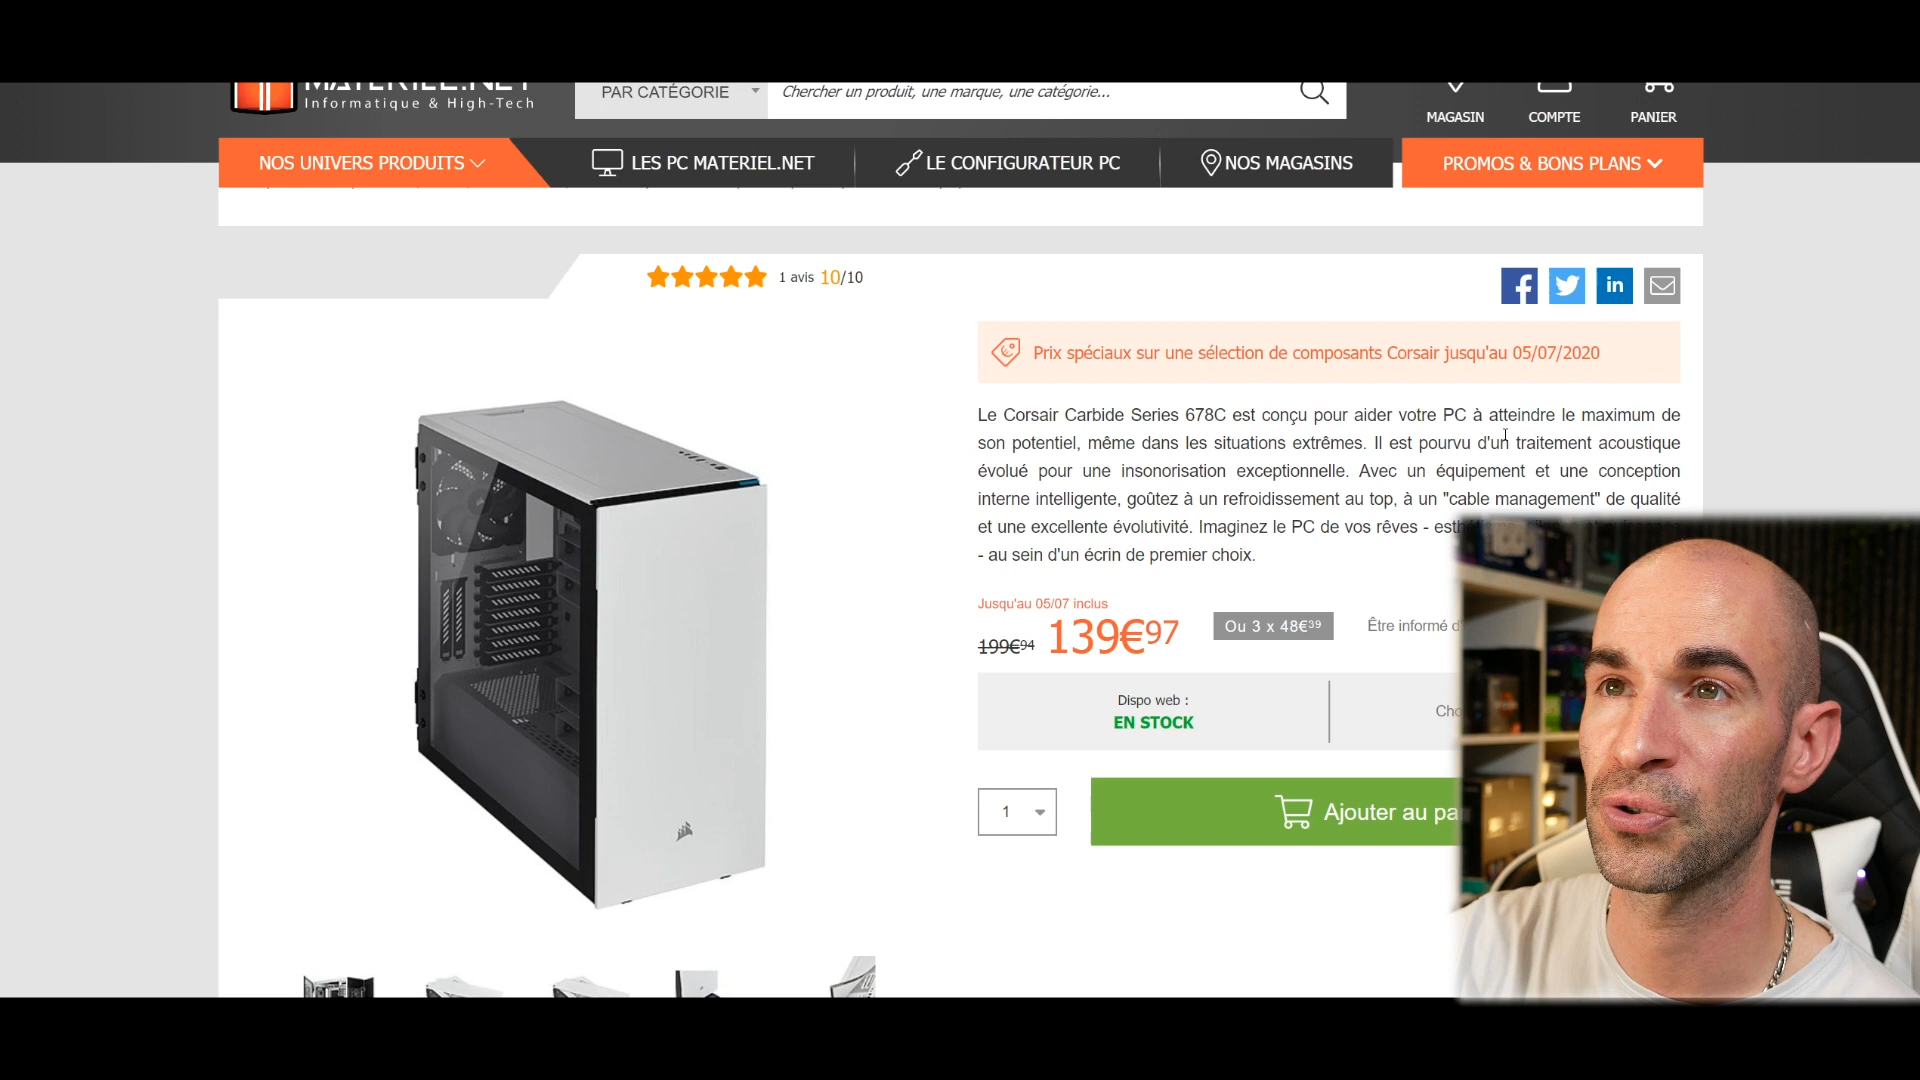 MATERIEL.NET
Informatique & High-Tech
PAR CATÉGORIE
Chercher un produit, une marque, une catégorie...
MAGASIN
COMPTE
PANIER
NOS UNIVERS PRODUITS
LES PC MATERIEL.NET
LE CONFIGURATEUR PC
NOS MAGASINS
PROMOS & BONS PLANS
1 avis 10/10
f
in
Prix spéciaux sur une sélection de composants Corsair jusqu'au 05/07/2020
Le Corsair Carbide Series 678C est conçu pour aider votre PC à atteindre le maximum de
son potentiel, même dans les situations extrêmes. Il est pourvu d'un traitement acoustique
évolué pour une insonorisation exceptionnelle. Avec un équipement et une conception
interne intelligente, goûtez à un refroidissement au top, à un "cable management" de qualité
et une excellente évolutivité. Imaginez le PC de vos rêves -
- au sein d'un écrin de premier choix.
Jusqu'au 05/07 inclus
199€94 139€97
Ou 3 x 48€39
Être informé d
Dispo web :
EN STOCK
Cho
1
Ajouter au pa